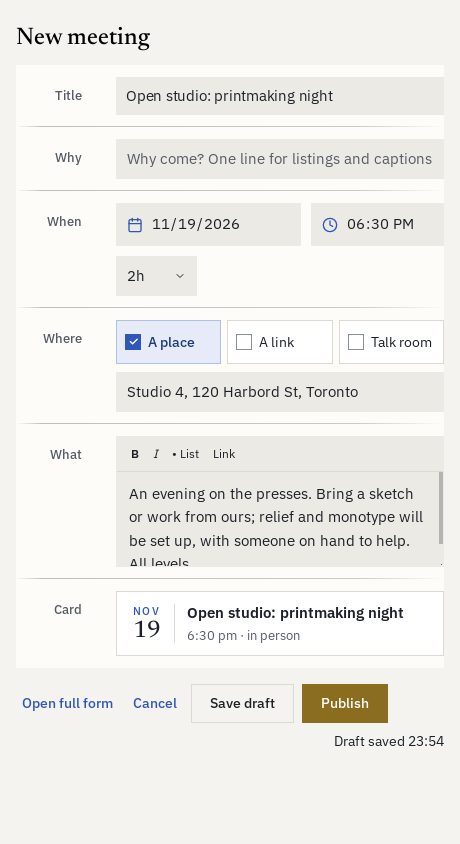 New meeting
Title
Open studio: printmaking night
Why
Why come? One line for listings and captions
When
11/19/2026
06:30 PM
2h
Where
A place
A link
Talk room
Studio 4, 120 Harbord St, Toronto
What
B I • List Link
An evening on the presses. Bring a sketch
or work from ours; relief and monotype will
be set up, with someone on hand to help.
All levels
Card
NOV
19
Open studio: printmaking night
6:30 pm · in person
Open full form
Cancel
Save draft
Publish
Draft saved 23:54